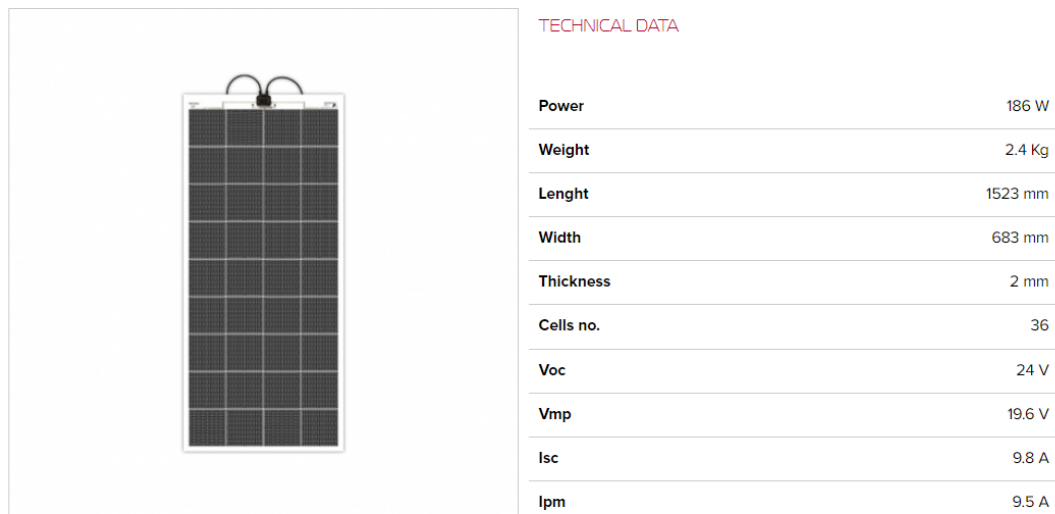 TECHNICAL DATA
Power 186 W
Weight 2.4 Kg
Lenght 1523 mm
Width 683 mm
Thickness 2 mm
Cells no. 36
Voc 24 V
Vmp 19.6 V
Isc 9.8 A
Ipm 9.5 A